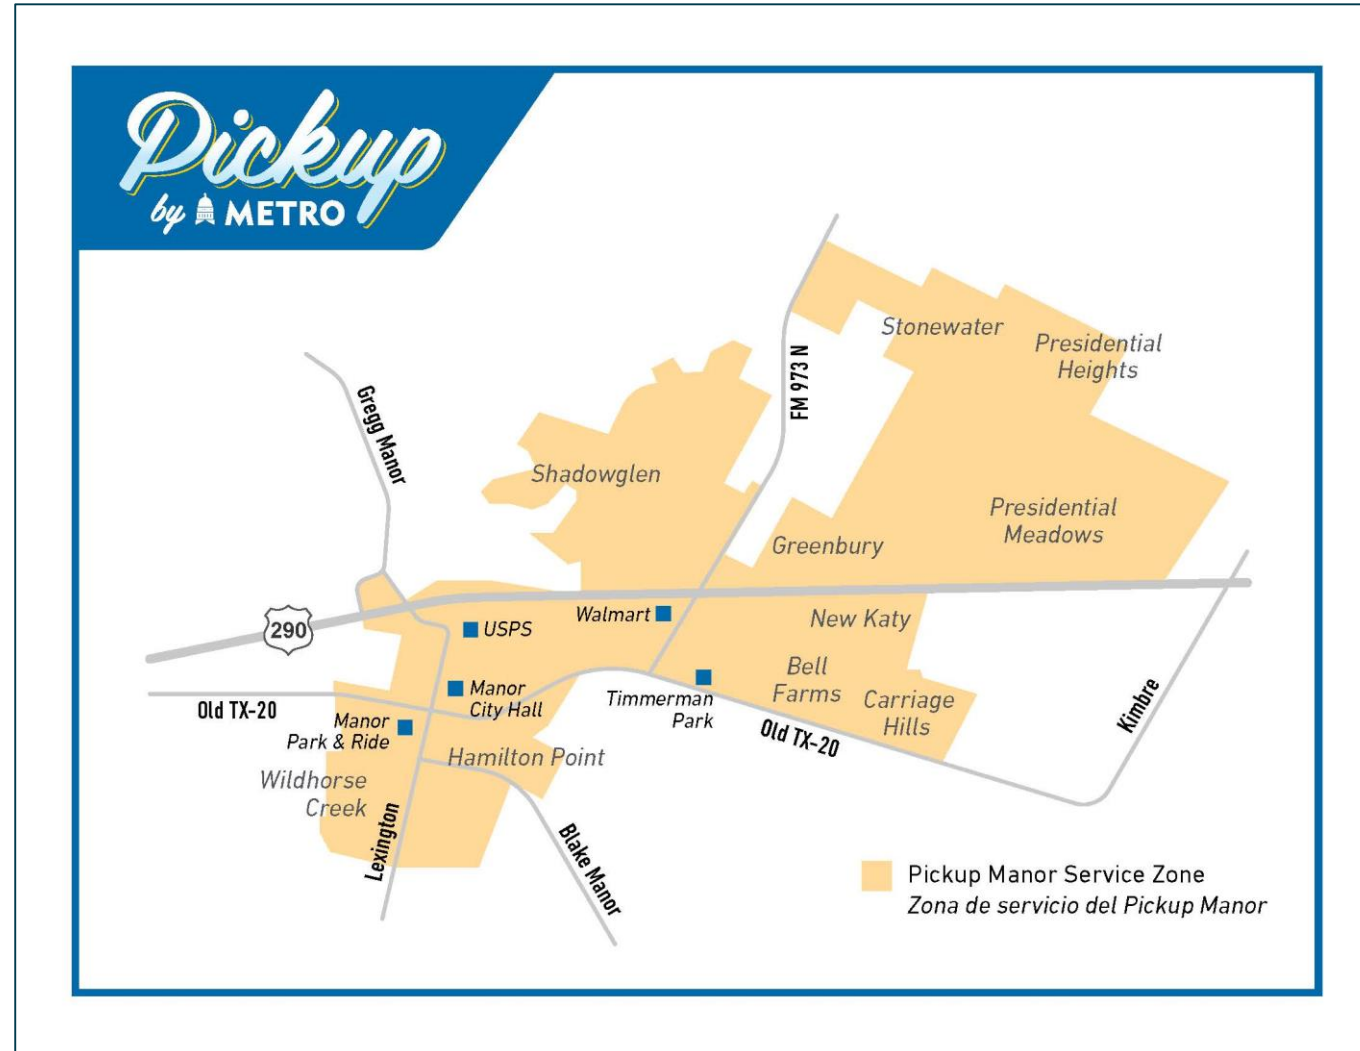 Pickup
by METRO
Stonewater
Presidential
Heights
FM 973 N
Gregg Manor
Shadowglen
Presidential
Meadows
Greenbury
290
USPS
Walmart
New Katy
Manor
City Hall
Bell
Farms
Timmerman
Park
Carriage
Hills
Kimbre
Old TX-20
Manor
Park & Ride
Old TX-20
Hamilton Point
Wildhorse
Creek
Lexington
Blake Manor
Pickup Manor Service Zone
Zona de servicio del Pickup Manor